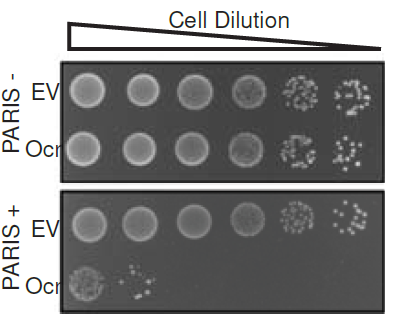 Cell Dilution
PARIS -
EV
Ocr
PARIS +
EV
Ocr